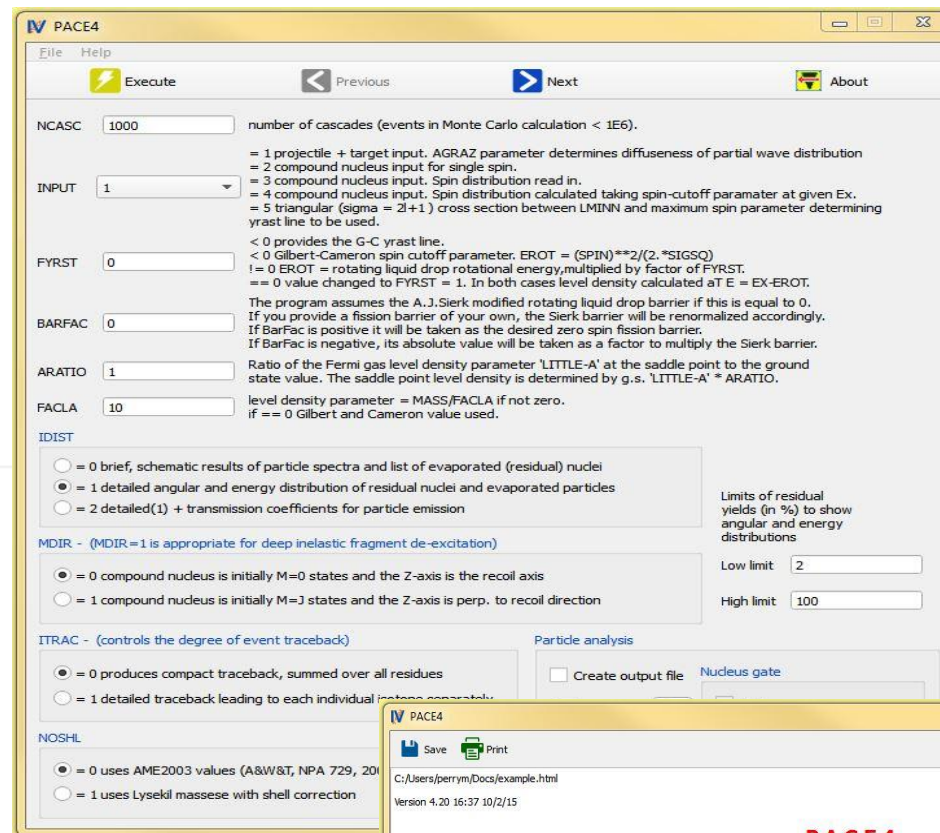 PACE4
File Help
Execute Previous Next About
NCASC 1000 number of cascades (events in Monte Carlo calculation < 1E6).
INPUT 1
= 1 projectile + target input. AGRAZ parameter determines diffuseness of partial wave distribution
= 2 compound nucleus input for single spin.
= 3 compound nucleus input. Spin distribution read in.
= 4 compound nucleus input. Spin distribution calculated taking spin-cutoff paramater at given Ex.
= 5 triangular (sigma = 2l+1) cross section between LMINN and maximum spin parameter determining
yrast line to be used.
FYRST 0
< 0 provides the G-C yrast line.
< 0 Gilbert-Cameron spin cutoff parameter. EROT = (SPIN)**2/(2.*SIGSQ)
!= 0 EROT = rotating liquid drop rotational energy,multiplied by factor of FYRST.
== 0 value changed to FYRST = 1. In both cases level density calculated aT E = EX-EROT.
BARFAC 0
The program assumes the A.J.Sierk modified rotating liquid drop barrier if this is equal to 0.
If you provide a fission barrier of your own, the Sierk barrier will be renormalized accordingly.
If BarFac is positive it will be taken as the desired zero spin fission barrier.
If BarFac is negative, its absolute value will be taken as a factor to multiply the Sierk barrier.
ARATIO 1
Ratio of the Fermi gas level density parameter 'LITTLE-A' at the saddle point to the ground
state value. The saddle point level density is determined by g.s. 'LITTLE-A' * ARATIO.
FACLA 10
level density parameter = MASS/FACLA if not zero.
if == 0 Gilbert and Cameron value used.
IDIST
= 0 brief, schematic results of particle spectra and list of evaporated (residual) nuclei
= 1 detailed angular and energy distribution of residual nuclei and evaporated particles
= 2 detailed(1) + transmission coefficients for particle emission
Limits of residual
yields (in %) to show
angular and energy
distributions
Low limit 2
High limit 100
MDIR - (MDIR=1 is appropriate for deep inelastic fragment de-excitation)
= 0 compound nucleus is initially M=0 states and the Z-axis is the recoil axis
= 1 compound nucleus is initially M=J states and the Z-axis is perp. to recoil direction
ITRAC - (controls the degree of event traceback)
= 0 produces compact traceback, summed over all residues
= 1 detailed traceback leading to each individual isotope separately
Particle analysis
Create output file
Nucleus gate
NOSHL
= 0 uses AME2003 values (A&W&T, NPA 729, 200
= 1 uses Lysekil massese with shell correction
PACE4
Save Print
C:/Users/perrym/Docs/example.html
Version 4.20 16:37 10/2/15
PACE4